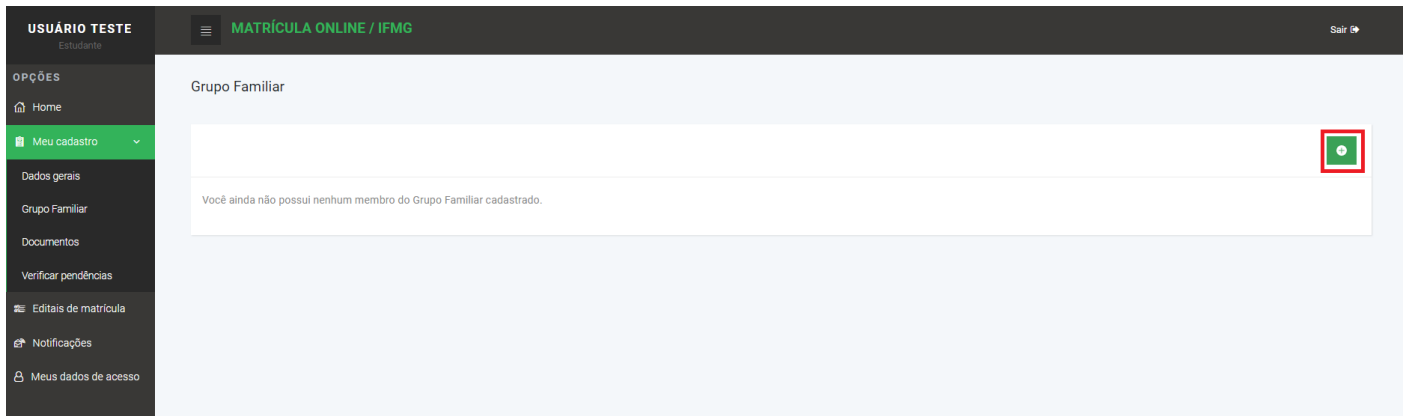 USUÁRIO TESTE
Estudante
MATRÍCULA ONLINE / IFMG
Sair
OPÇÕES
Home
Meu cadastro
Dados gerais
Grupo Familiar
Documentos
Verificar pendências
Editais de matrícula
Notificações
Meus dados de acesso
Grupo Familiar
Você ainda não possui nenhum membro do Grupo Familiar cadastrado.